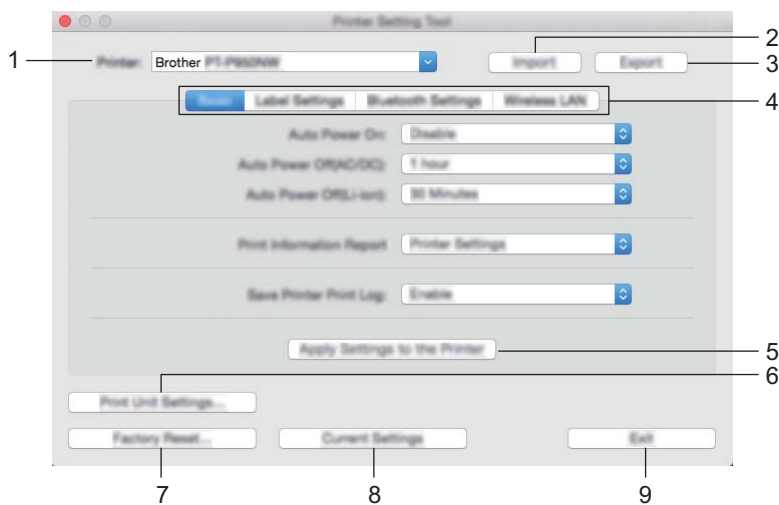 Printer Setting Tool
1
Printer: Brother PT-P950NW
Import
Export
2
3
Basic Label Settings Bluetooth Settings Wireless LAN
4
Auto Power On: Disable
Auto Power Off(AC/DC): 1 hour
Auto Power Off(Li-ion): 30 Minutes
Print Information Report Printer Settings
Save Printer Print Log: Enable
Apply Settings to the Printer
5
6
Print Unit Settings...
Factory Reset...
Current Settings
Exit
7
8
9